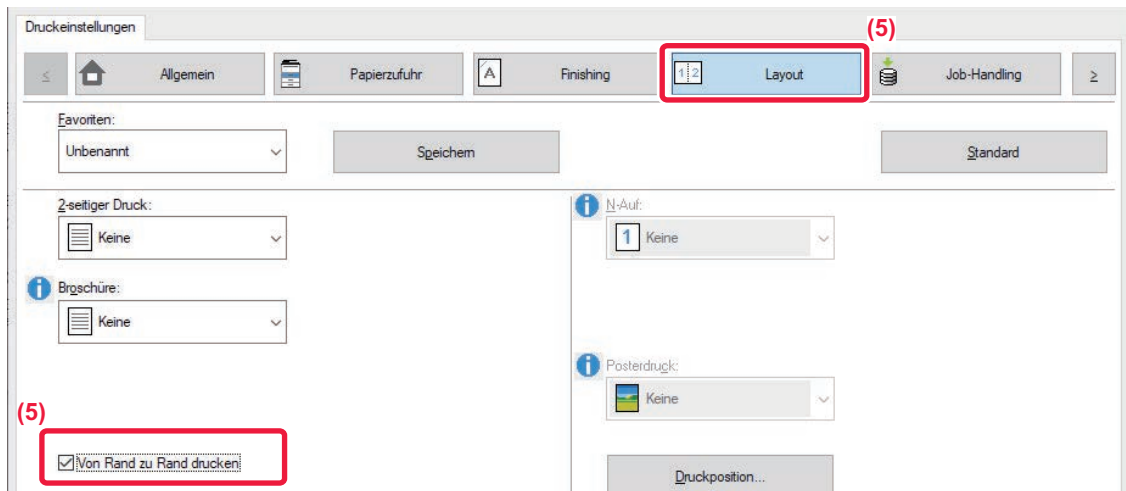 Druckeinstellungen
(5)
≤ Allgemein Papierzufuhr A Finishing 1 2 Layout Job-Handling ≥
Favoriten:
Unbenannt Speichern Standard
2-seitiger Druck: N-Auf:
Keine 1 Keine
Broschüre:
Keine
Posterdruck:
Keine
(5)
Von Rand zu Rand drucken
Druckposition...